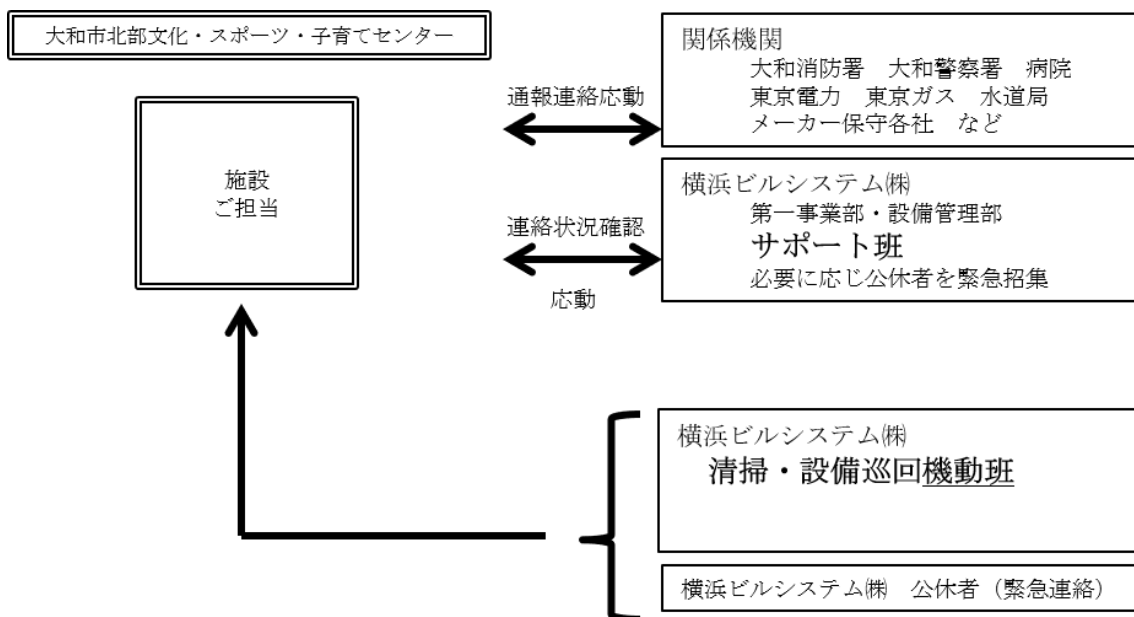 大和市北部文化・スポーツ・子育てセンター
施設
ご担当
通報連絡応動
関係機関
大和消防署　大和警察署　病院
東京電力　東京ガス　水道局
メーカー保守各社　など
連絡状況確認
応動
横浜ビルシステム㈱
第一事業部・設備管理部
サポート班
必要に応じ公休者を緊急招集
横浜ビルシステム㈱
清掃・設備巡回機動班
横浜ビルシステム㈱　公休者（緊急連絡）